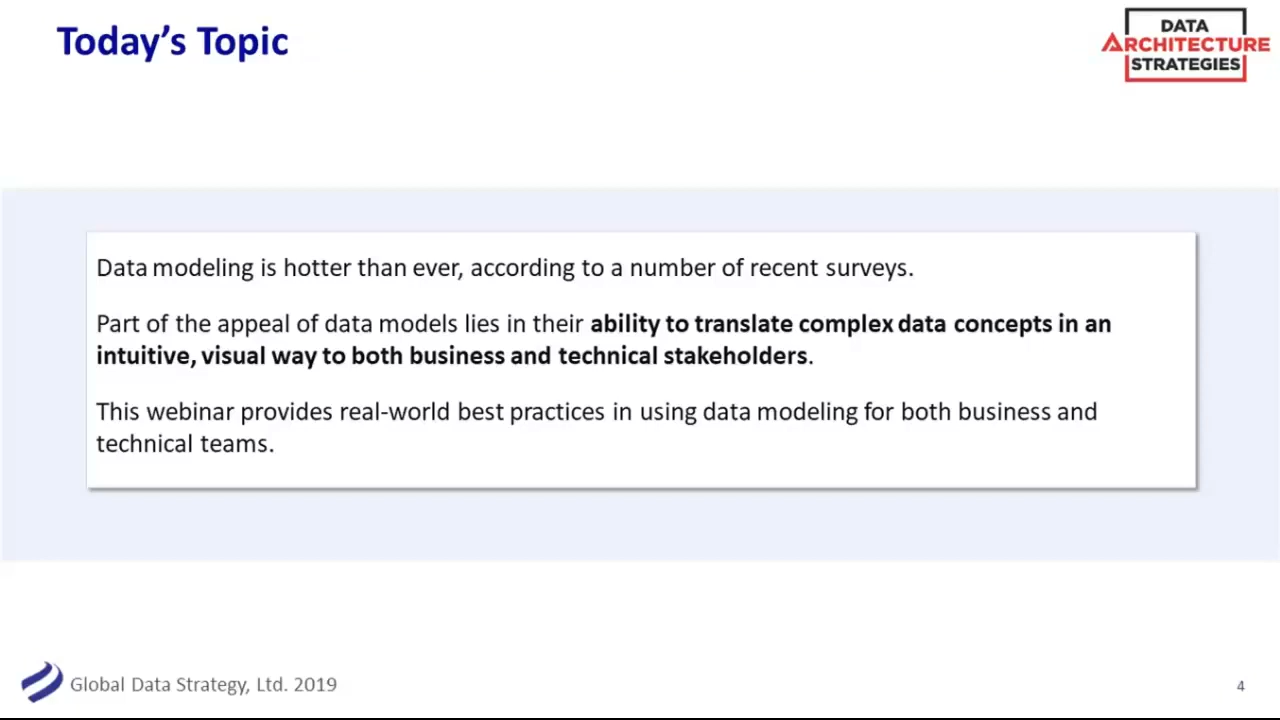 Today's Topic
DATA
ARCHITECTURE
STRATEGIES
Data modeling is hotter than ever, according to a number of recent surveys.
Part of the appeal of data models lies in their ability to translate complex data concepts in an
intuitive, visual way to both business and technical stakeholders.
This webinar provides real-world best practices in using data modeling for both business and
technical teams.
Global Data Strategy, Ltd. 2019
4